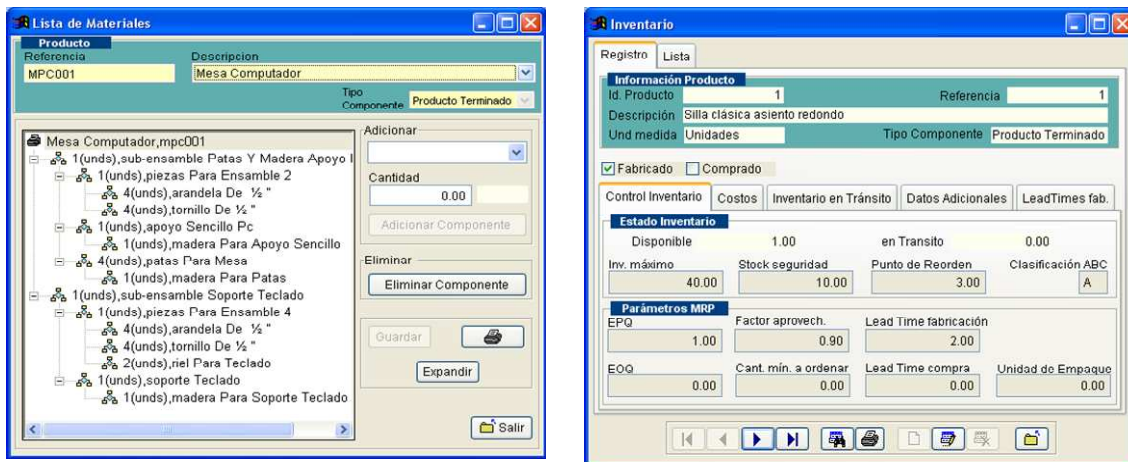 Lista de Materiales
Producto
Referencia Descripcion
MPC001 Mesa Computador
Tipo
Componente Producto Terminado
Mesa Computador,mpc001
1(unds),sub-ensamble Patas Y Madera Apoyo
1(unds),piezas Para Ensamble 2
4(unds),arandela De ½ "
4(unds),tornillo De ½ "
1(unds),apoyo Sencillo Pc
1(unds),madera Para Apoyo Sencillo
4(unds),patas Para Mesa
1(unds),madera Para Patas
1(unds),sub-ensamble Soporte Teclado
1(unds),piezas Para Ensamble 4
4(unds),arandela De ½ "
4(unds),tornillo De ½ "
2(unds),riel Para Teclado
1(unds),soporte Teclado
1(unds),madera Para Soporte Teclado
Adicionar
Cantidad
0.00
Adicionar Componente
Eliminar
Eliminar Componente
Guardar
Expandir
Salir
Inventario
Registro Lista
Información Producto
Id. Producto 1 Referencia 1
Descripción Silla clásica asiento redondo
Und medida Unidades Tipo Componente Producto Terminado
Fabricado Comprado
Control Inventario Costos Inventario en Tránsito Datos Adicionales LeadTimes fab.
Estado Inventario
Disponible 1.00 en Transito 0.00
Inv. máximo Stock seguridad Punto de Reorden Clasificación ABC
40.00 10.00 3.00 A
Parámetros MRP
EPQ Factor aprovech. Lead Time fabricación
1.00 0.90 2.00
EOQ Cant. mín. a ordenar Lead Time compra Unidad de Empaque
0.00 0.00 0.00 0.00